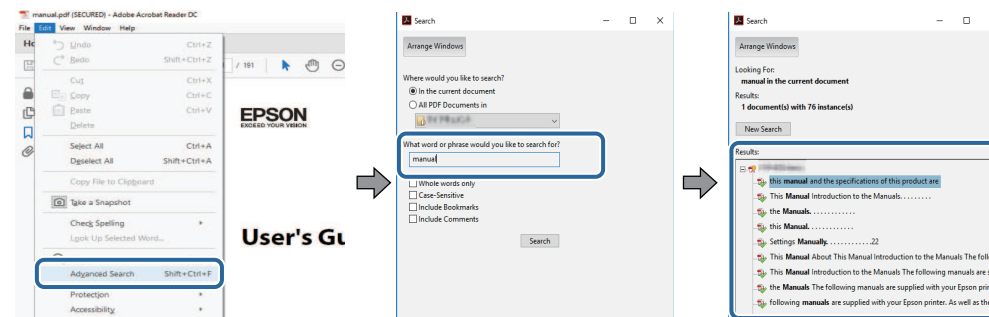 manual.pdf (SECURED) - Adobe Acrobat Reader DC
File Edit View Window Help
Undo Ctrl+Z
Redo Shift+Ctrl+Z
Cut Ctrl+X
Copy Ctrl+C
Paste Ctrl+V
Delete
Select All Ctrl+A
Deselect All Shift+Ctrl+A
Copy File to Clipboard
Take a Snapshot
Check Spelling
Look Up Selected Word...
Advanced Search Shift+Ctrl+F
Protection
Accessibility
/ 191
EPSON
EXCEED YOUR VISION
User's Gu
Search
Arrange Windows
Where would you like to search?
In the current document
All PDF Documents in
What word or phrase would you like to search for?
manual
Whole words only
Case-Sensitive
Include Bookmarks
Include Comments
Search
Search
Arrange Windows
Looking For:
manual in the current document
Results:
1 document(s) with 76 instance(s)
New Search
Results:
this manual and the specifications of this product are
This Manual Introduction to the Manuals. . . . . . . .
the Manuals. . . . . . . . . . . .
this Manual. . . . . . . . . . . .
Settings Manually. . . . . . . . . . . .22
This Manual About This Manual Introduction to the Manuals The foll
This Manual Introduction to the Manuals The following manuals are s
the Manuals The following manuals are supplied with your Epson prin
following manuals are supplied with your Epson printer. As well as the